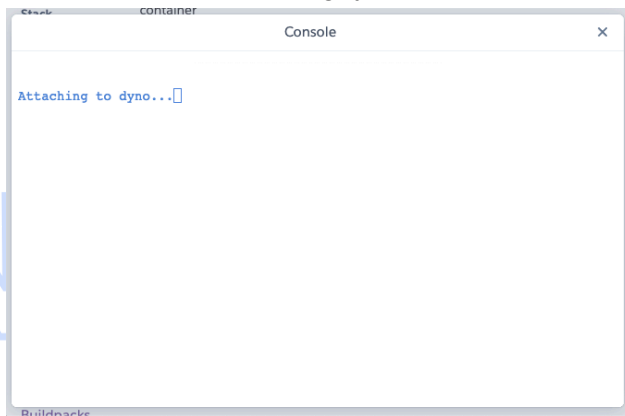 Stack container
Console ×
Attaching to dyno...
Buildpacks